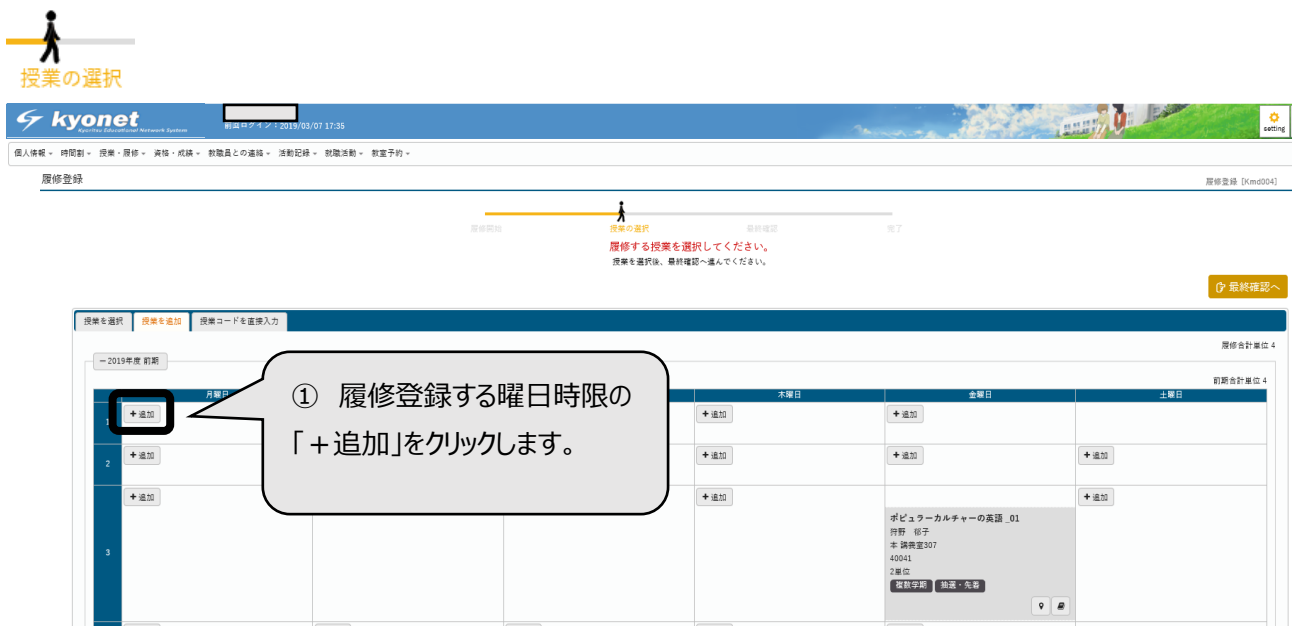 授業の選択
kyonet
Kyoritsu Educational Network System
前回ログイン：2019/03/07 17:35
setting
個人情報 時間割 授業・履修 資格・成績 教職員との連絡 活動記録 就職活動 教室予約
履修登録
履修登録 [Kmd004]
履修開始 授業の選択 最終確認 完了
履修する授業を選択してください。
授業を選択後、最終確認へ進んでください。
最終確認へ
授業を選択 授業を追加 授業コードを直接入力
履修合計単位 4
－2019年度 前期
前期合計単位 4
月曜日 木曜日 金曜日 土曜日
① 履修登録する曜日時限の
「＋追加」をクリックします。
1 +追加 +追加 +追加
2 +追加 +追加 +追加 +追加
3 +追加 +追加 +追加
ポピュラーカルチャーの英語 _01
狩野 郁子
本 講義室307
40041
2単位
複数学期 抽選・先着